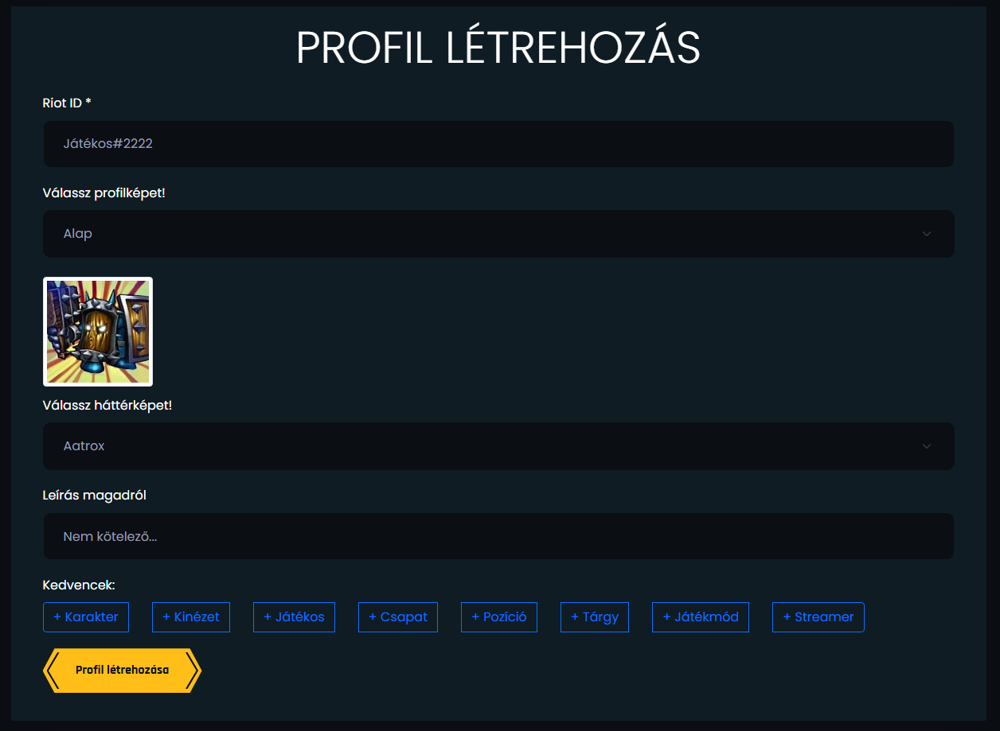 PROFIL LÉTREHOZÁS
Riot ID *
Játékos#2222
Válassz profilképet!
Alap
Válassz háttérképet!
Aatrox
Leírás magadról
Nem kötelező...
Kedvencek:
+ Karakter + Kinézet + Játékos + Csapat + Pozíció + Tárgy + Játékmód + Streamer
Profil létrehozása